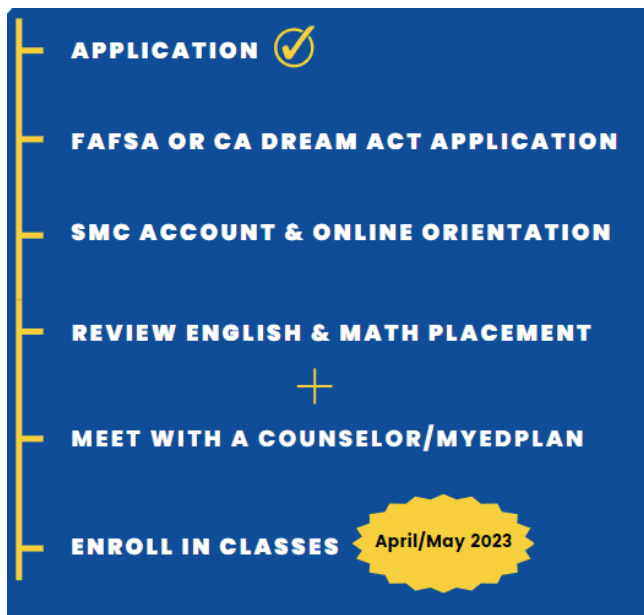 APPLICATION
FAFSA OR CA DREAM ACT APPLICATION
SMC ACCOUNT & ONLINE ORIENTATION
REVIEW ENGLISH & MATH PLACEMENT
+
MEET WITH A COUNSELOR/MYEDPLAN
ENROLL IN CLASSES April/May 2023